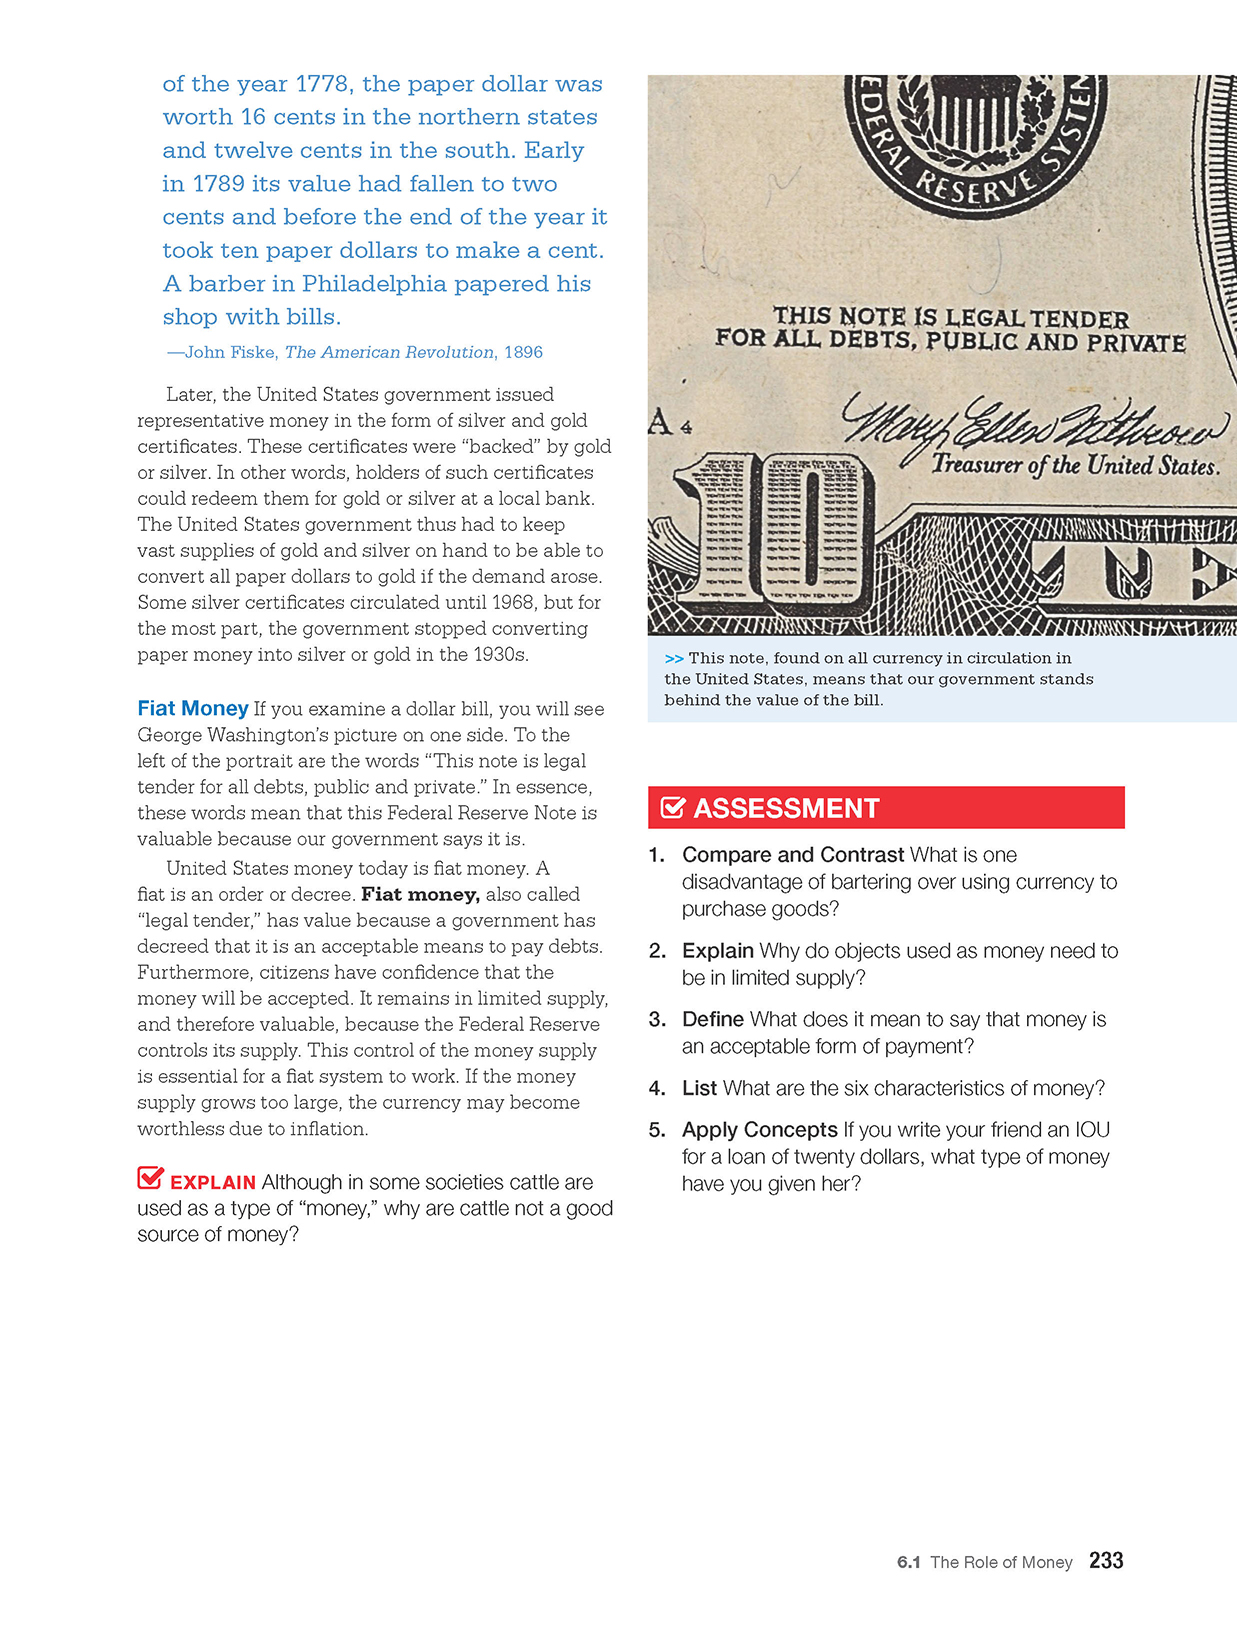 of the year 1778, the paper dollar was
worth 16 cents in the northern states
and twelve cents in the south. Early
in 1789 its value had fallen to two
cents and before the end of the year it
took ten paper dollars to make a cent.
A barber in Philadelphia papered his
shop with bills.
—John Fiske, The American Revolution, 1896
Later, the United States government issued
representative money in the form of silver and gold
certificates. These certificates were “backed” by gold
or silver. In other words, holders of such certificates
could redeem them for gold or silver at a local bank.
The United States government thus had to keep
vast supplies of gold and silver on hand to be able to
convert all paper dollars to gold if the demand arose.
Some silver certificates circulated until 1968, but for
the most part, the government stopped converting
paper money into silver or gold in the 1930s.
Fiat Money If you examine a dollar bill, you will see
George Washington’s picture on one side. To the
left of the portrait are the words “This note is legal
tender for all debts, public and private.” In essence,
these words mean that this Federal Reserve Note is
valuable because our government says it is.
United States money today is fiat money. A
fiat is an order or decree. Fiat money, also called
“legal tender,” has value because a government has
decreed that it is an acceptable means to pay debts.
Furthermore, citizens have confidence that the
money will be accepted. It remains in limited supply,
and therefore valuable, because the Federal Reserve
controls its supply. This control of the money supply
is essential for a fiat system to work. If the money
supply grows too large, the currency may become
worthless due to inflation.
EXPLAIN Although in some societies cattle are
used as a type of “money,” why are cattle not a good
source of money?
FEDERAL RESERVE SYSTEM
THIS NOTE IS LEGAL TENDER
FOR ALL DEBTS, PUBLIC AND PRIVATE
A 4
Treasurer of the United States.
10
TE
>> This note, found on all currency in circulation in
the United States, means that our government stands
behind the value of the bill.
ASSESSMENT
1. Compare and Contrast What is one
disadvantage of bartering over using currency to
purchase goods?
2. Explain Why do objects used as money need to
be in limited supply?
3. Define What does it mean to say that money is
an acceptable form of payment?
4. List What are the six characteristics of money?
5. Apply Concepts If you write your friend an IOU
for a loan of twenty dollars, what type of money
have you given her?
6.1 The Role of Money 233